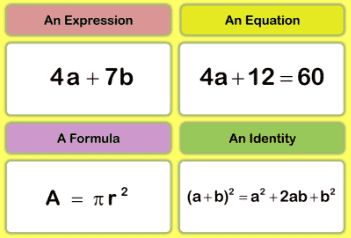 An Expression
An Equation
4a + 7b
4a + 12 = 60
A Formula
An Identity
A = πr²
(a+b)² = a² + 2ab + b²